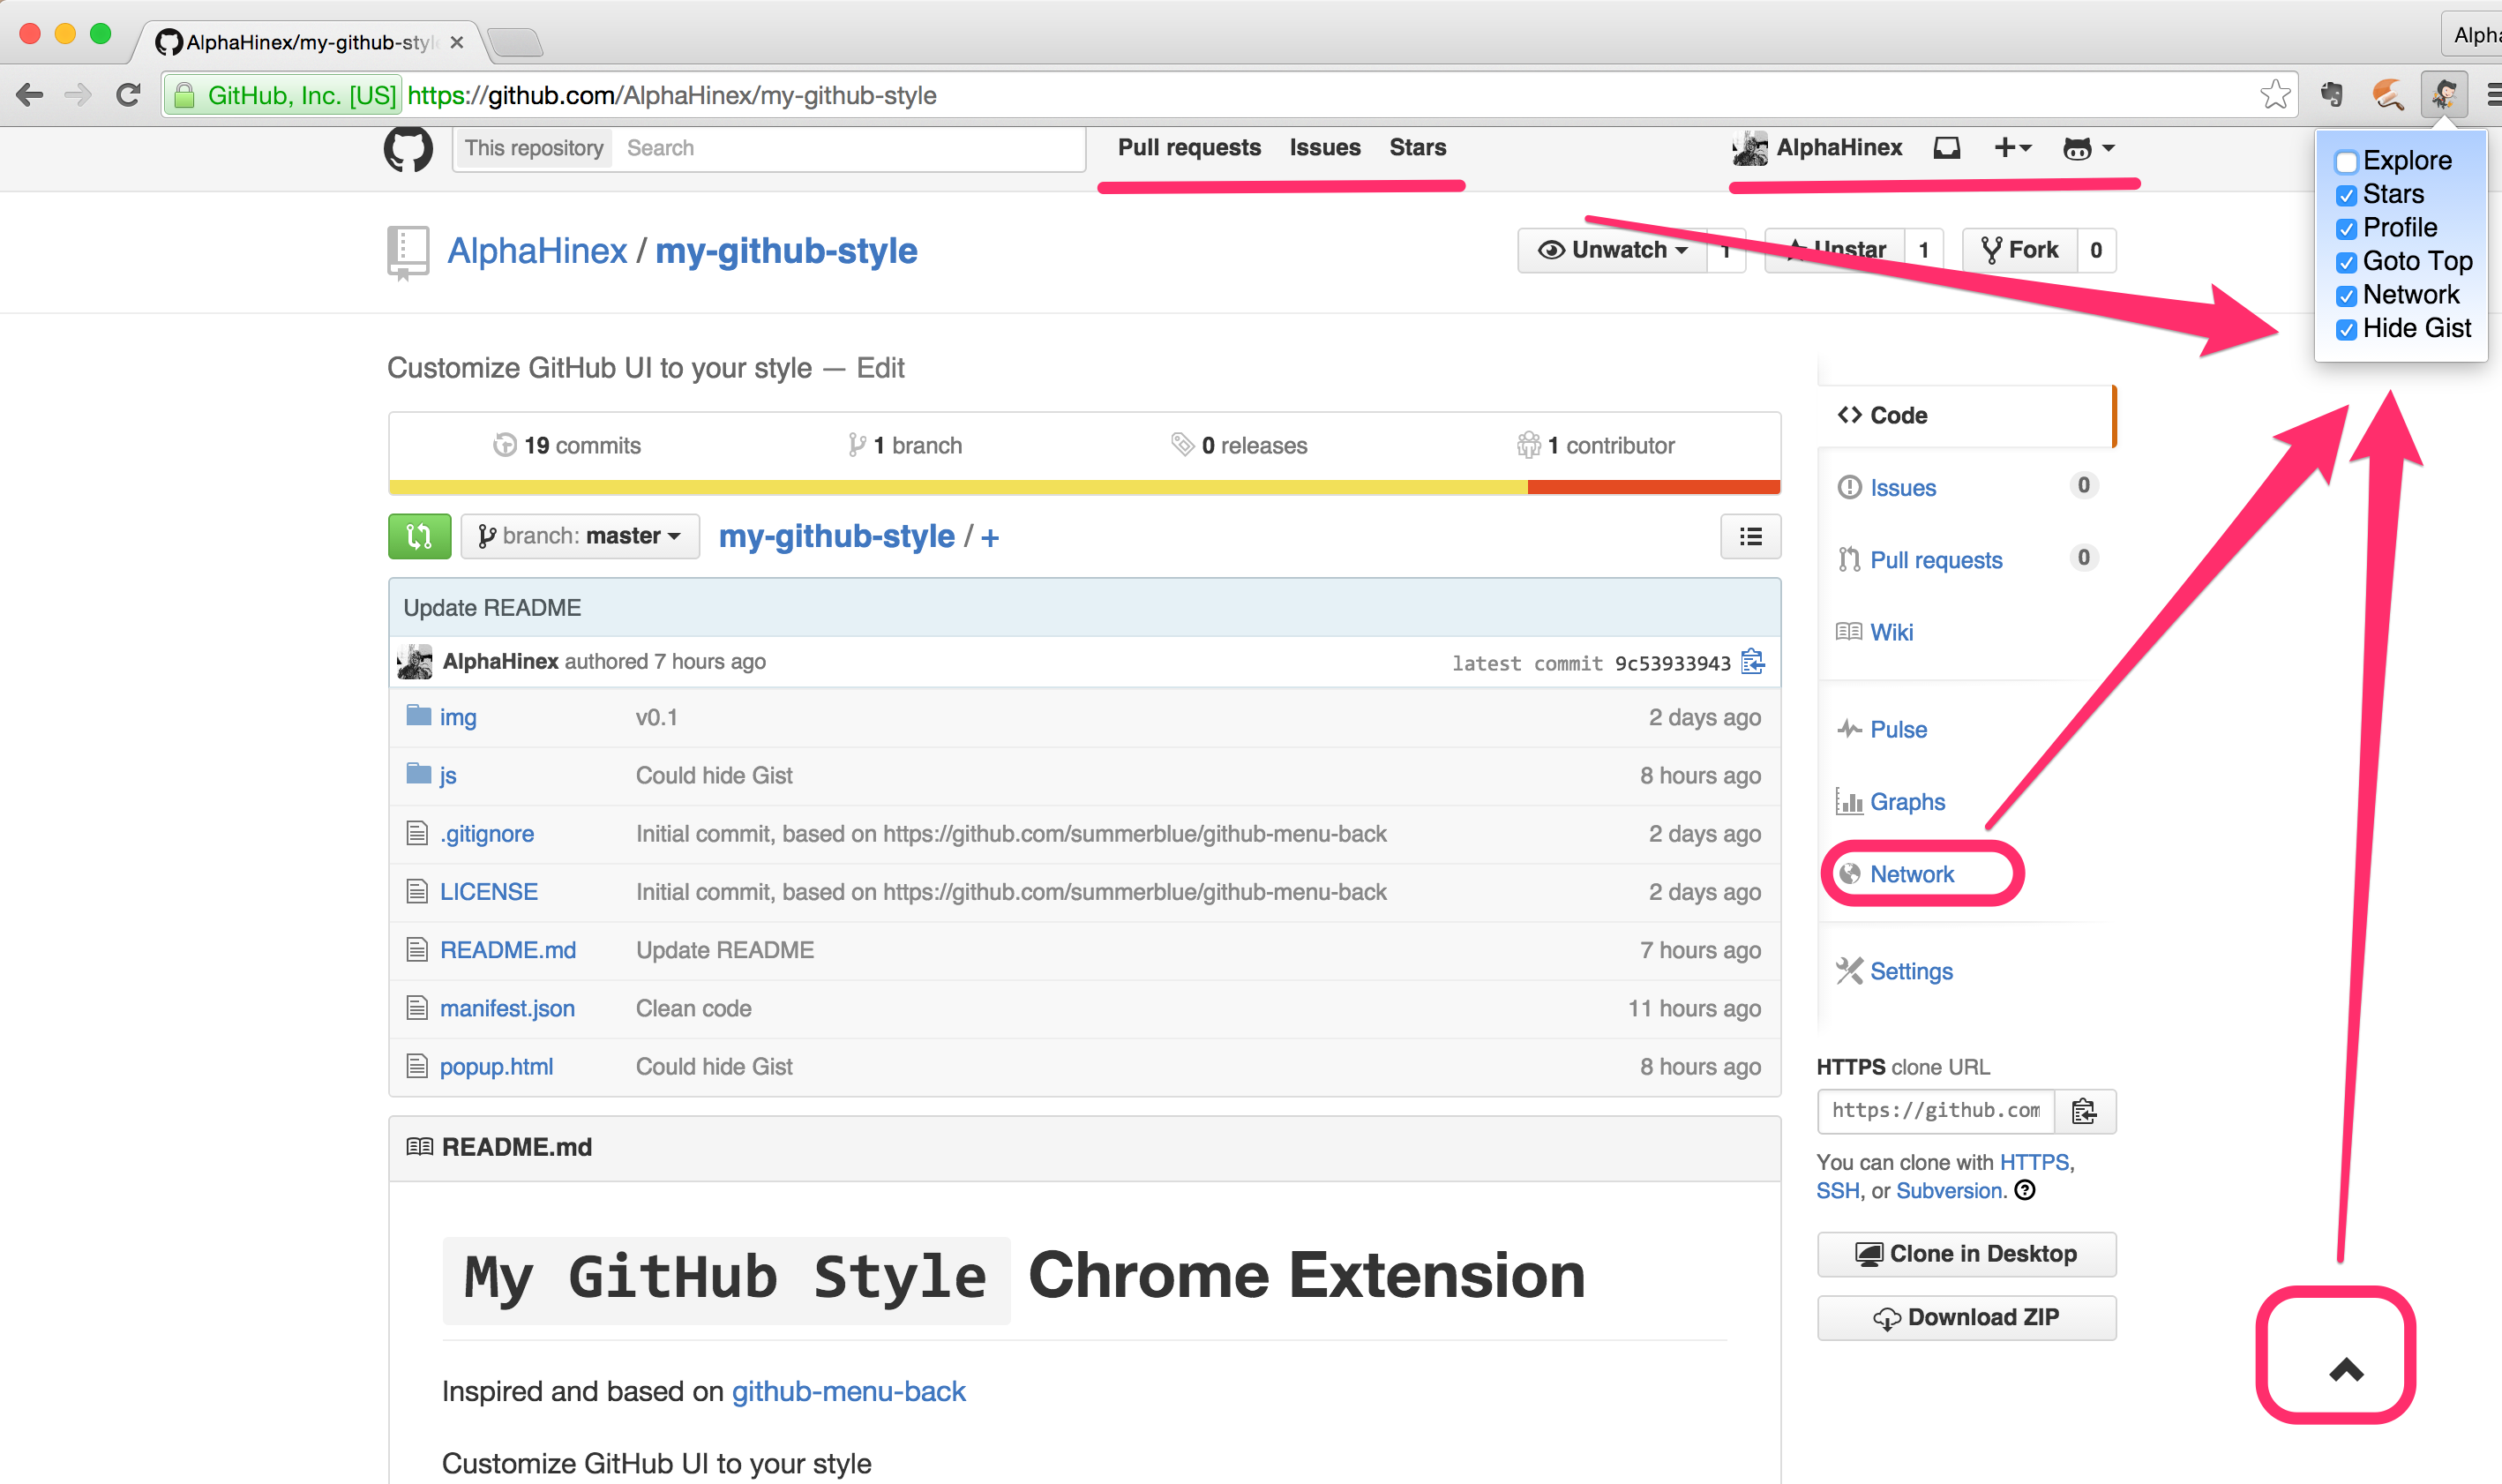 AlphaHinex/my-github-styl
Alpha
GitHub, Inc. [US] https://github.com/AlphaHinex/my-github-style
This repository Search Pull requests Issues Stars AlphaHinex
Explore
Stars
Profile
Goto Top
Network
Hide Gist
AlphaHinex / my-github-style Unwatch 1 Unstar 1 Fork 0
Customize GitHub UI to your style — Edit
19 commits 1 branch 0 releases 1 contributor
branch: master my-github-style / +
Update README
AlphaHinex authored 7 hours ago latest commit 9c53933943
img v0.1 2 days ago
js Could hide Gist 8 hours ago
.gitignore Initial commit, based on https://github.com/summerblue/github-menu-back 2 days ago
LICENSE Initial commit, based on https://github.com/summerblue/github-menu-back 2 days ago
README.md Update README 7 hours ago
manifest.json Clean code 11 hours ago
popup.html Could hide Gist 8 hours ago
Code
Issues 0
Pull requests 0
Wiki
Pulse
Graphs
Network
Settings
HTTPS clone URL
https://github.com
You can clone with HTTPS,
SSH, or Subversion.
Clone in Desktop
Download ZIP
README.md
My GitHub Style Chrome Extension
Inspired and based on github-menu-back
Customize GitHub UI to your style